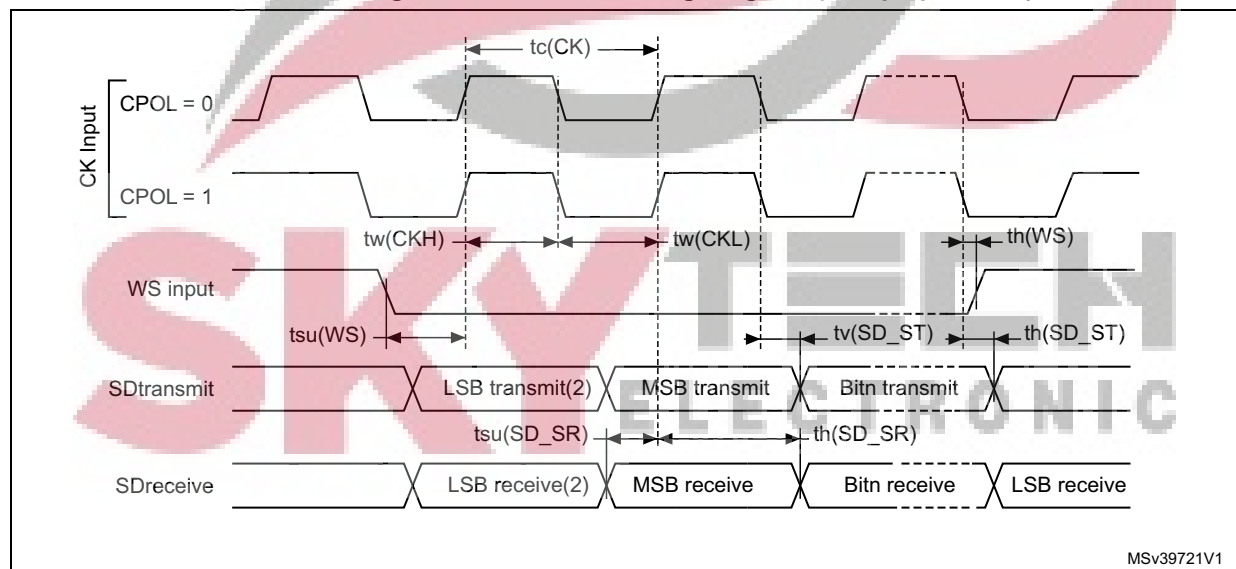 tc(CK)
CK Input
CPOL = 0
CPOL = 1
tw(CKH)
tw(CKL)
th(WS)
WS input
tsu(WS)
tv(SD_ST)
th(SD_ST)
SDtransmit
LSB transmit(2)
MSB transmit
Bitn transmit
tsu(SD_SR)
th(SD_SR)
SDreceive
LSB receive(2)
MSB receive
Bitn receive
LSB receive
SKYTECH
ELECTRONIC
MSv39721V1